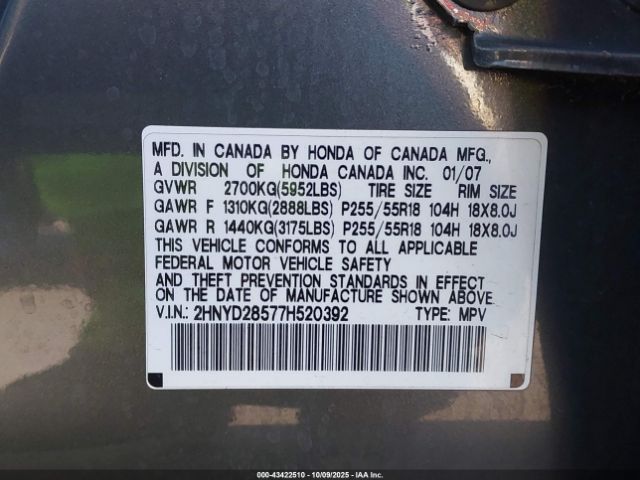 MFD. IN CANADA BY HONDA OF CANADA MFG.,
A DIVISION OF HONDA CANADA INC. 01/07
GVWR 2700KG(5952LBS) TIRE SIZE RIM SIZE
GAWR F 1310KG(2888LBS) P255/55R18 104H 18X8.0J
GAWR R 1440KG(3175LBS) P255/55R18 104H 18X8.0J
THIS VEHICLE CONFORMS TO ALL APPLICABLE
FEDERAL MOTOR VEHICLE SAFETY
AND THEFT PREVENTION STANDARDS IN EFFECT
ON THE DATE OF MANUFACTURE SHOWN ABOVE.
V.I.N.: 2HNYD28577H520392 TYPE: MPV
000-43422510 - 10/09/2025 - IAA Inc.